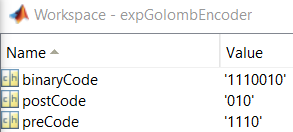 Workspace - expGolombEncoder
Name Value
binaryCode '1110010'
postCode '010'
preCode '1110'